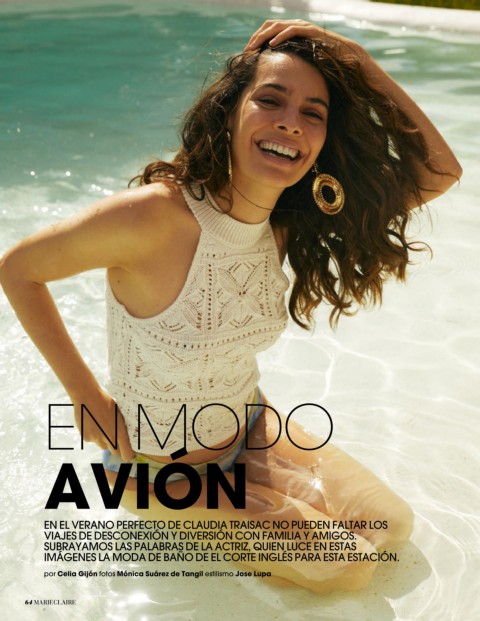 EN MODO
AVIÓN
EN EL VERANO PERFECTO DE CLAUDIA TRAISAC NO PUEDEN FALTAR LOS
VIAJES DE DESCONEXIÓN Y DIVERSIÓN CON FAMILIA Y AMIGOS.
SUBRAYAMOS LAS PALABRAS DE LA ACTRIZ, QUIEN LUCE EN ESTAS
IMÁGENES LA MODA DE BAÑO DE EL CORTE INGLÉS PARA ESTA ESTACIÓN.
por Celia Gijón fotos Mónica Suárez de Tangil estilismo Jose Lupa
64 MARIE CLAIRE